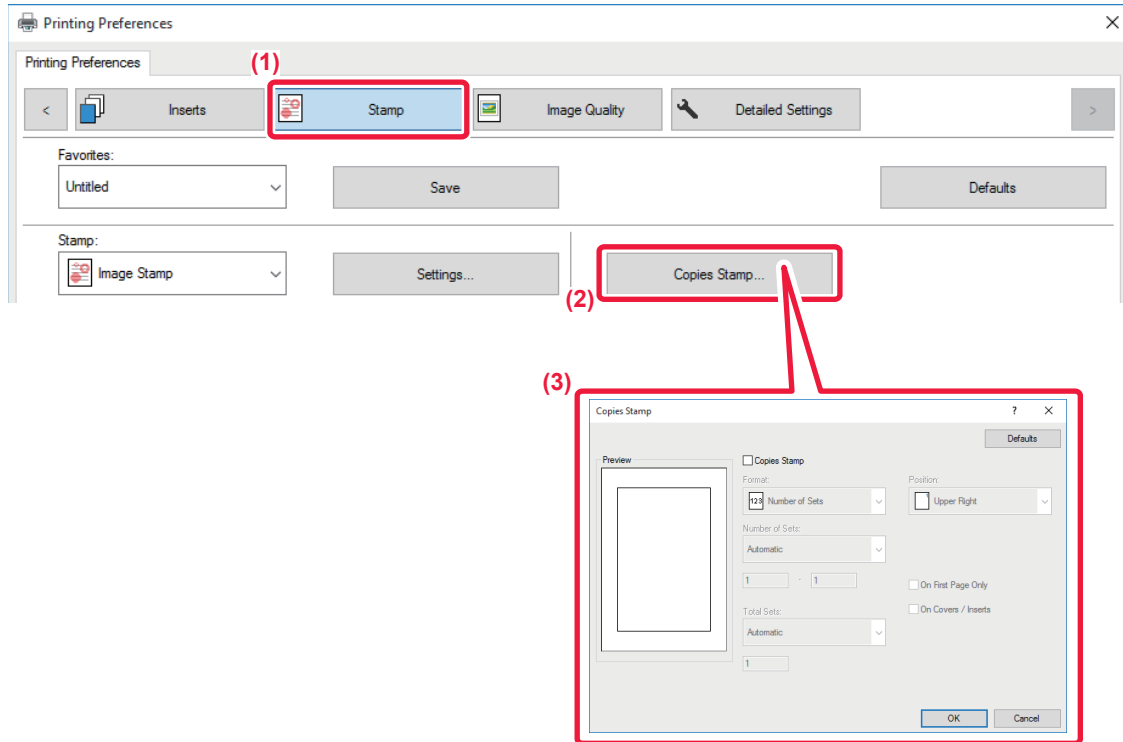 Printing Preferences
Printing Preferences
(1)
< Inserts Stamp Image Quality Detailed Settings >
Favorites:
Untitled Save Defaults
Stamp:
Image Stamp Settings... Copies Stamp...
(2)
(3)
Copies Stamp ?
Defaults
Preview Copies Stamp
Format: Position:
123 Number of Sets 1 Upper Right
Number of Sets:
Automatic
1 - 1 On First Page Only
On Covers / Inserts
Total Sets:
Automatic
1
OK Cancel